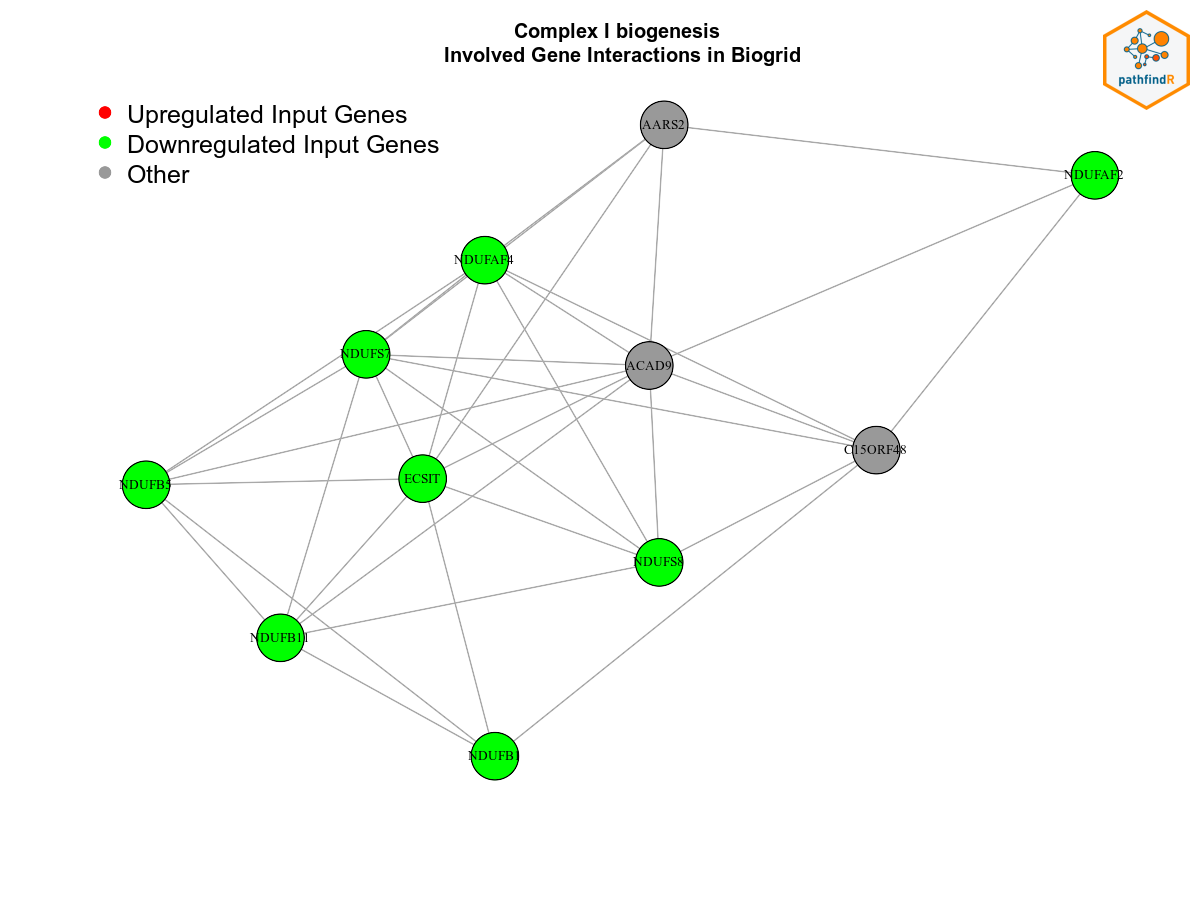 Complex I biogenesis
Involved Gene Interactions in Biogrid
pathfindR
Upregulated Input Genes
Downregulated Input Genes
Other
AARS2
NDUFAF2
NDUFAF4
NDUFS7
ACAD9
C15ORF48
NDUFB5
ECSIT
NDUFS8
NDUFB11
NDUFB1